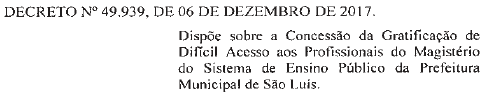 DECRETO Nº 49.939, DE 06 DE DEZEMBRO DE 2017.
Dispõe sobre a Concessão da Gratificação de
Difícil Acesso aos Profissionais do Magistério
do Sistema de Ensino Público da Prefeitura
Municipal de São Luís.